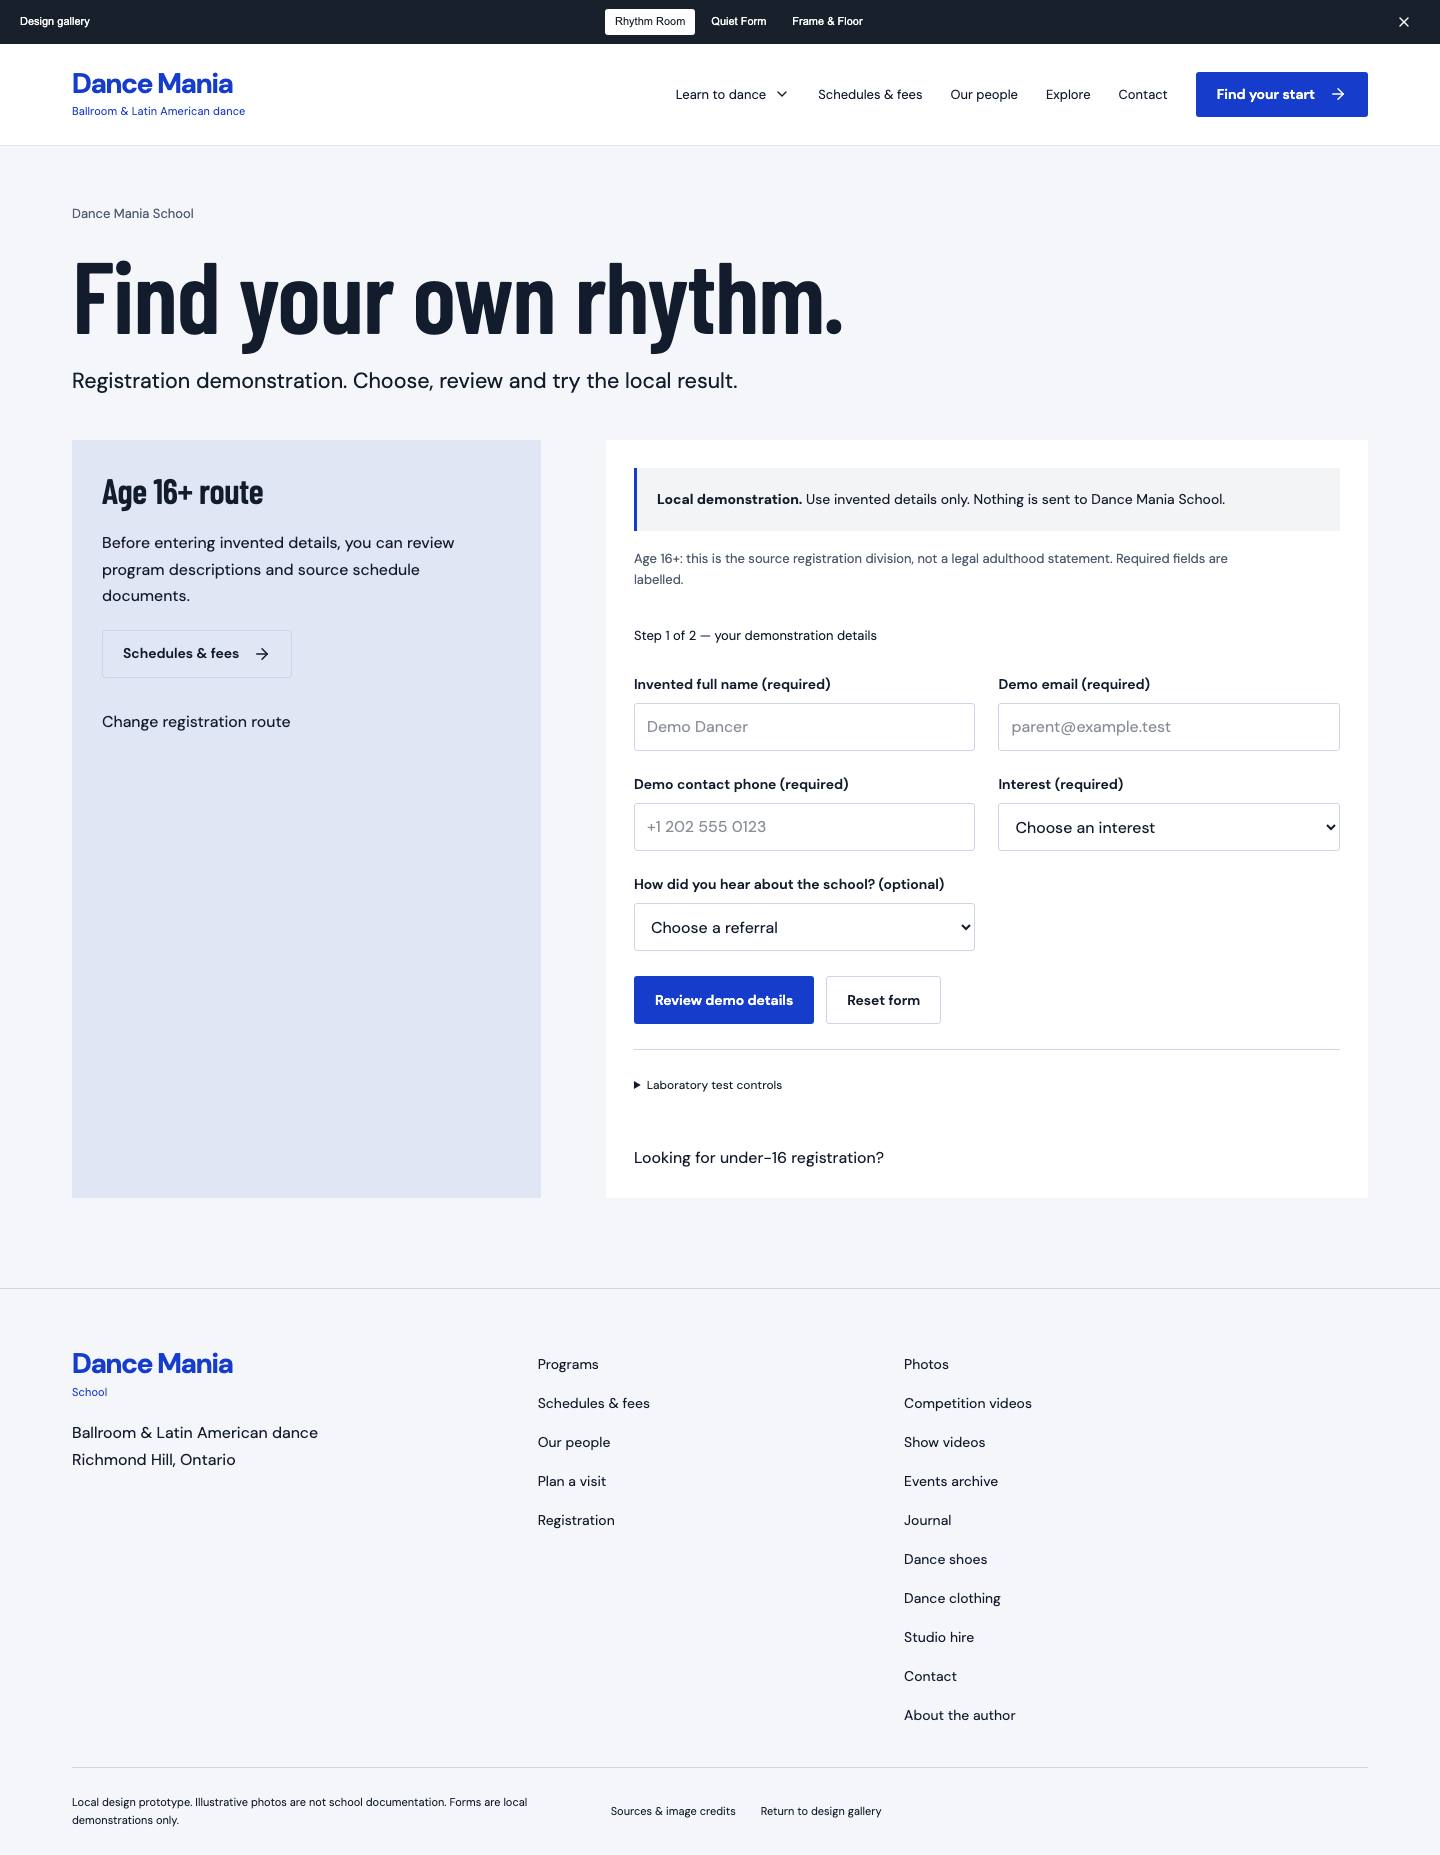 Design gallery
Rhythm Room
Quiet Form
Frame & Floor
Dance Mania
Ballroom & Latin American dance
Learn to dance
Schedules & fees
Our people
Explore
Contact
Find your start
Dance Mania School
Find your own rhythm.
Registration demonstration. Choose, review and try the local result.
Age 16+ route
Before entering invented details, you can review
program descriptions and source schedule
documents.
Schedules & fees
Change registration route
Local demonstration. Use invented details only. Nothing is sent to Dance Mania School.
Age 16+: this is the source registration division, not a legal adulthood statement. Required fields are
labelled.
Step 1 of 2 — your demonstration details
Invented full name (required)
Demo Dancer
Demo email (required)
parent@example.test
Demo contact phone (required)
+1 202 555 0123
Interest (required)
Choose an interest
How did you hear about the school? (optional)
Choose a referral
Review demo details
Reset form
Laboratory test controls
Looking for under-16 registration?
Dance Mania
School
Ballroom & Latin American dance
Richmond Hill, Ontario
Programs
Schedules & fees
Our people
Plan a visit
Registration
Photos
Competition videos
Show videos
Events archive
Journal
Dance shoes
Dance clothing
Studio hire
Contact
About the author
Local design prototype. Illustrative photos are not school documentation. Forms are local
demonstrations only.
Sources & image credits
Return to design gallery